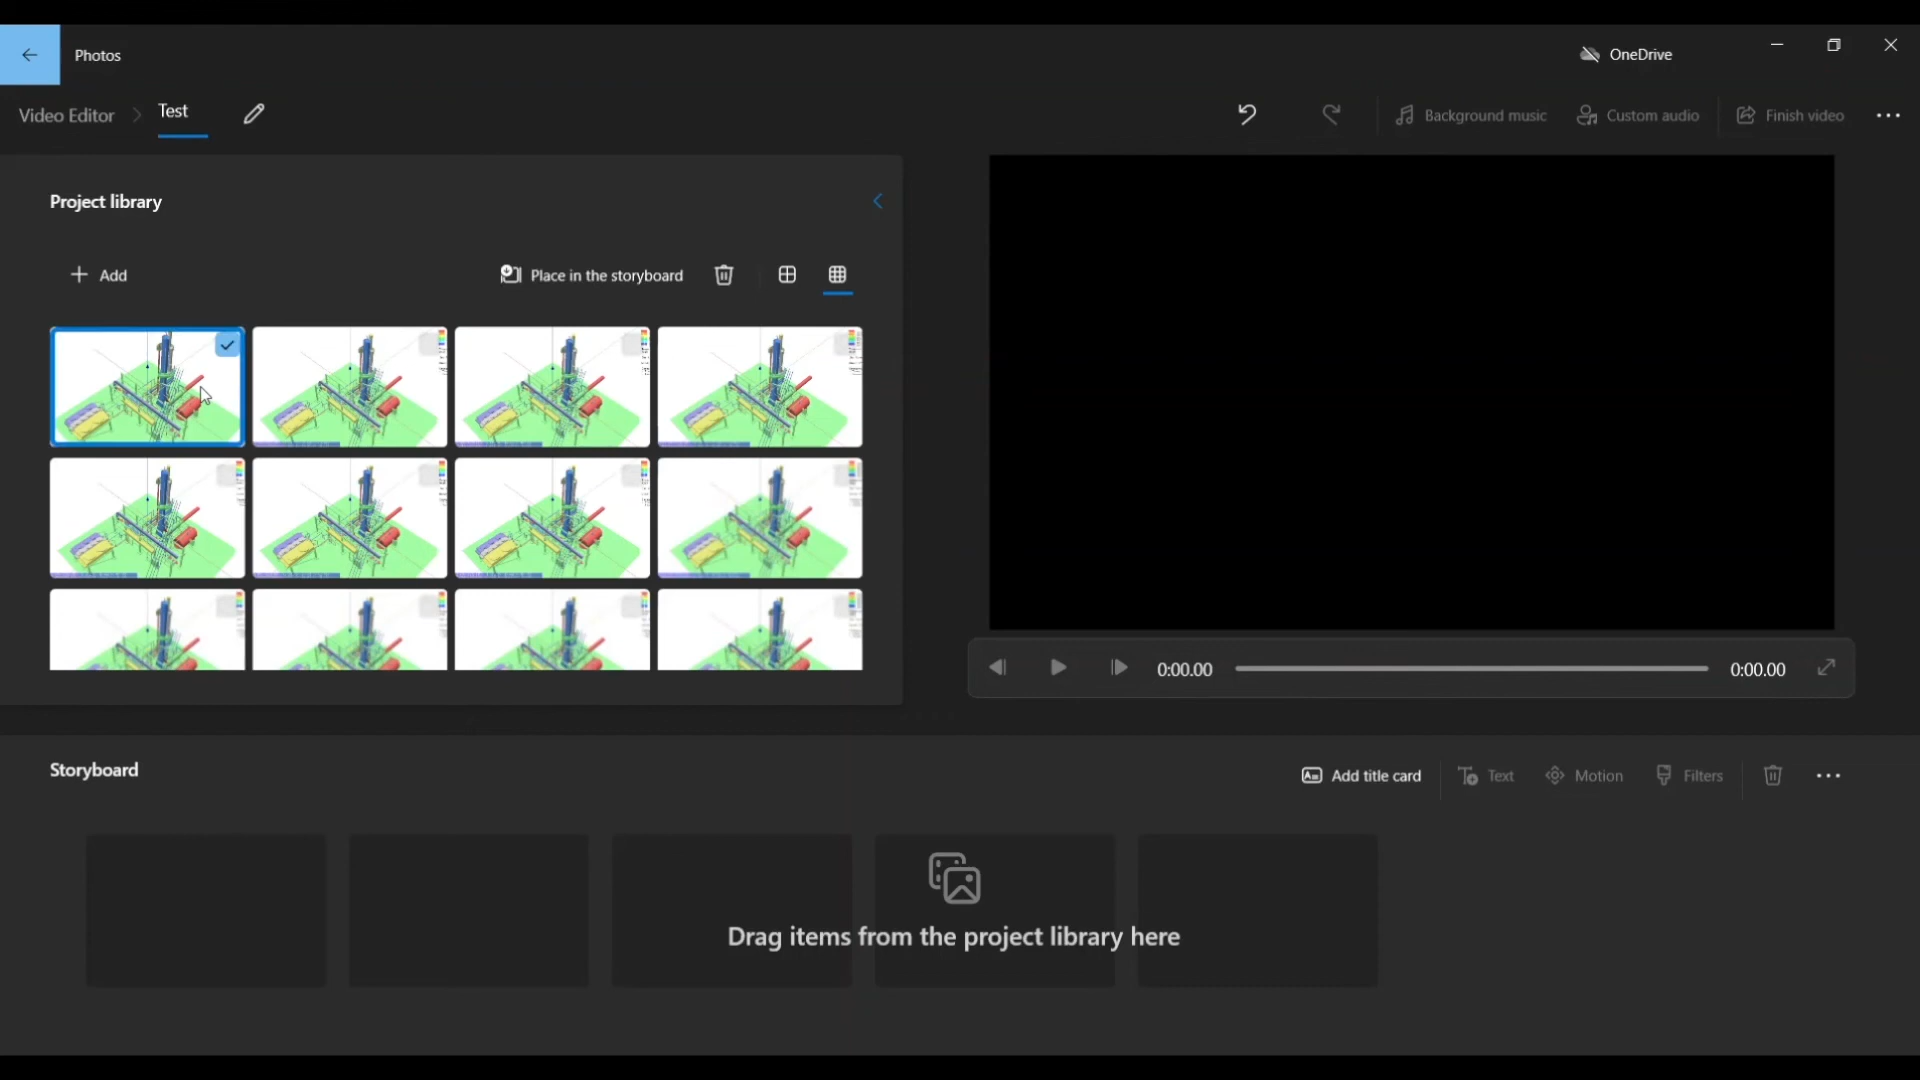 Photos
OneDrive
Video Editor
Test
Background music
Custom audio
Finish video
Project library
Add
Place in the storyboard
0:00.00
0:00.00
Storyboard
Add title card
Text
Motion
Filters
Drag items from the project library here